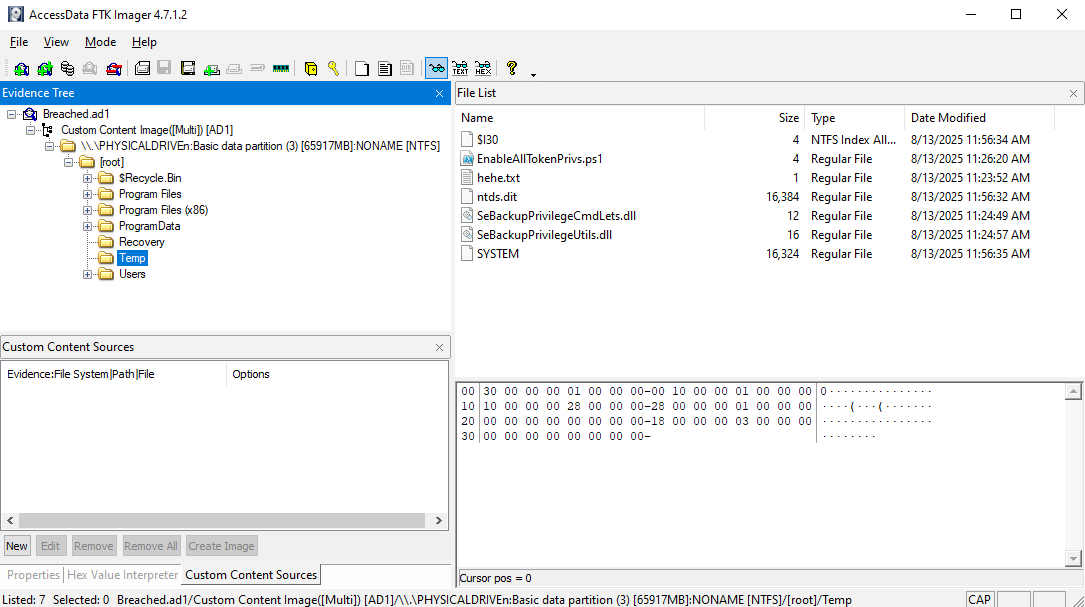 AccessData FTK Imager 4.7.1.2
File View Mode Help
Evidence Tree
Breached.ad1
Custom Content Image([Multi]) [AD1]
\\.\PHYSICALDRIVEn:Basic data partition (3) [65917MB]:NONAME [NTFS]
[root]
$Recycle.Bin
Program Files
Program Files (x86)
ProgramData
Recovery
Temp
Users
File List
Name Size Type Date Modified
$I30 4 NTFS Index All... 8/13/2025 11:56:34 AM
EnableAllTokenPrivs.ps1 4 Regular File 8/13/2025 11:26:20 AM
hehe.txt 1 Regular File 8/13/2025 11:23:52 AM
ntds.dit 16,384 Regular File 8/13/2025 11:56:32 AM
SeBackupPrivilegeCmdLets.dll 12 Regular File 8/13/2025 11:24:49 AM
SeBackupPrivilegeUtils.dll 16 Regular File 8/13/2025 11:24:57 AM
SYSTEM 16,324 Regular File 8/13/2025 11:56:35 AM
Custom Content Sources
Evidence:File System|Path|File Options
New Edit Remove Remove All Create Image
Properties Hex Value Interpreter Custom Content Sources
00 30 00 00 00 01 00 00 00-00 10 00 00 01 00 00 00 0···············
10 10 00 00 00 28 00 00 00-28 00 00 00 01 00 00 00 ····(···(·······
20 00 00 00 00 00 00 00 00-18 00 00 00 03 00 00 00 ················
30 00 00 00 00 00 00 00 00- ········
Cursor pos = 0
Listed: 7 Selected: 0 Breached.ad1/Custom Content Image([Multi]) [AD1]/\\.\PHYSICALDRIVEn:Basic data partition (3) [65917MB]:NONAME [NTFS]/[root]/Temp CAP